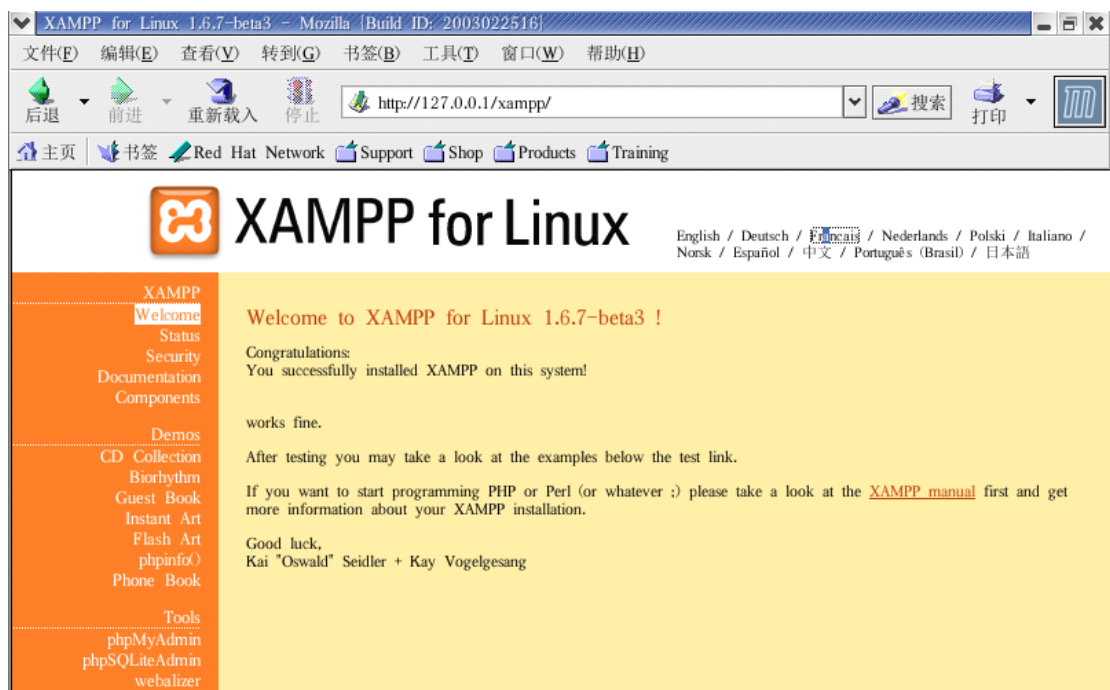 XAMPP for Linux 1.6.7-beta3 - Mozilla {Build ID: 2003022516}
文件(F) 编辑(E) 查看(V) 转到(G) 书签(B) 工具(T) 窗口(W) 帮助(H)
后退 前进 重新载入 停止 http://127.0.0.1/xampp/ 搜索 打印
主页 书签 Red Hat Network Support Shop Products Training
XAMPP for Linux
English / Deutsch / Francais / Nederlands / Polski / Italiano /
Norsk / Español / 中文 / Português (Brasil) / 日本語
XAMPP
Welcome
Status
Security
Documentation
Components
Demos
CD Collection
Biorhythm
Guest Book
Instant Art
Flash Art
phpinfo()
Phone Book
Tools
phpMyAdmin
phpSQLiteAdmin
webalizer
Welcome to XAMPP for Linux 1.6.7-beta3 !
Congratulations:
You successfully installed XAMPP on this system!
works fine.
After testing you may take a look at the examples below the test link.
If you want to start programming PHP or Perl (or whatever ;) please take a look at the XAMPP manual first and get
more information about your XAMPP installation.
Good luck,
Kai "Oswald" Seidler + Kay Vogelgesang